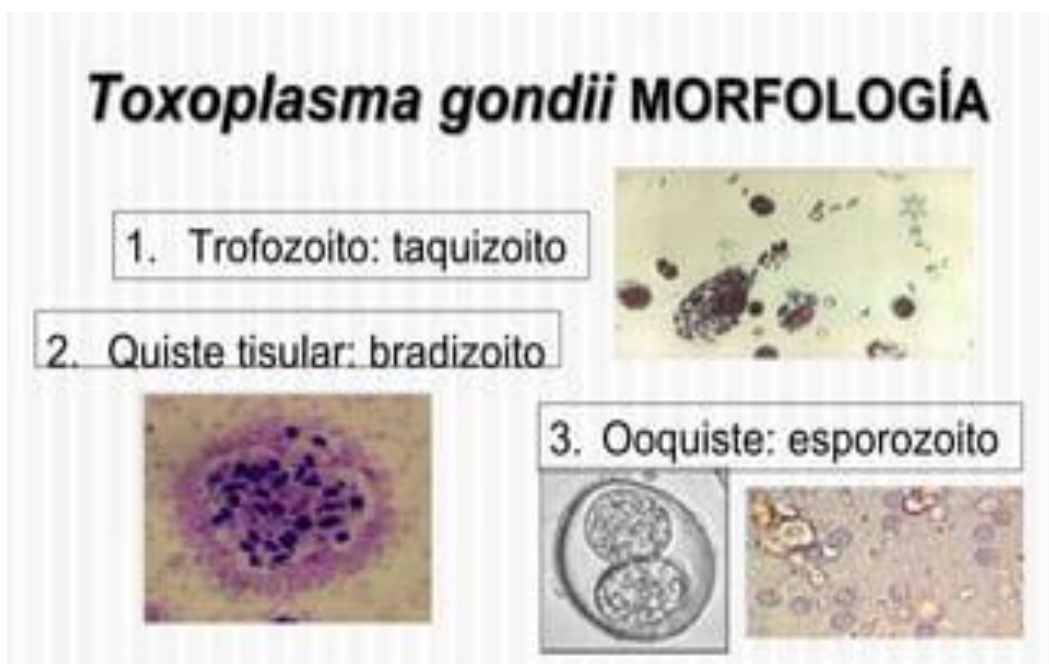 Toxoplasma gondii MORFOLOGÍA
1. Trofozoito: taquizoito
2. Quiste tisular: bradizoito
3. Ooquiste: esporozoito